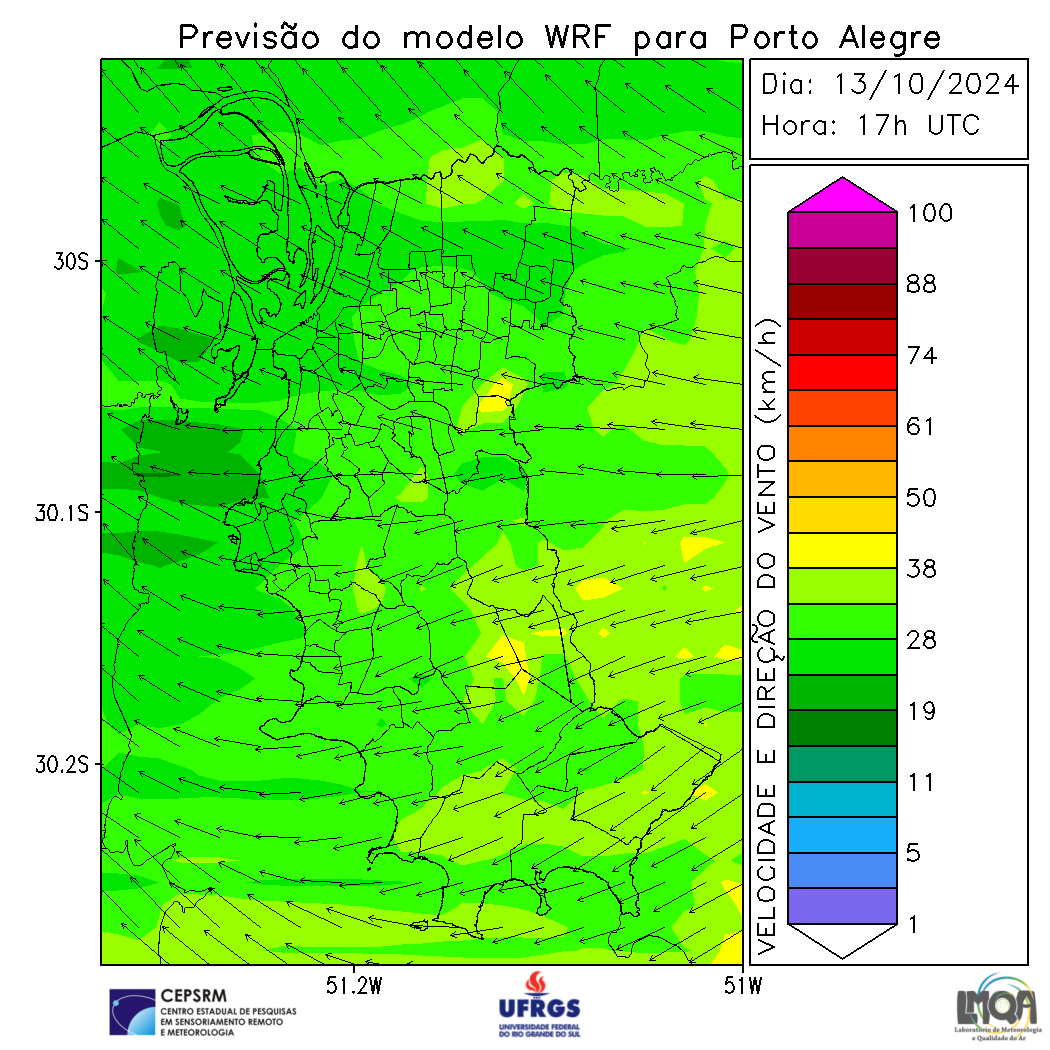 Previsão do modelo WRF para Porto Alegre
Dia: 13/10/2024
Hora: 17h UTC
30S
30.1S
30.2S
51.2W
51W
VELOCIDADE E DIREÇÃO DO VENTO (km/h)
100
88
74
61
50
38
28
19
11
5
1
CEPSRM
CENTRO ESTADUAL DE PESQUISAS
EM SENSORIAMENTO REMOTO
E METEOROLOGIA
UFRGS
UNIVERSIDADE FEDERAL
DO RIO GRANDE DO SUL
LMQA
Laboratório de Meteorologia
e Qualidade do Ar